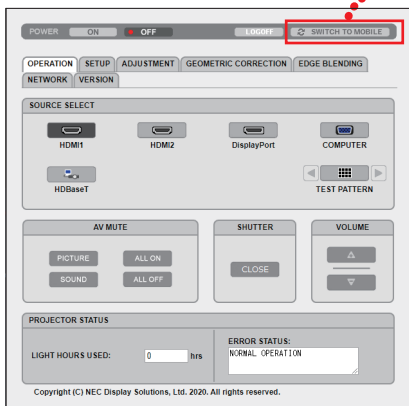 POWER ON OFF LOGOFF SWITCH TO MOBILE
OPERATION SETUP ADJUSTMENT GEOMETRIC CORRECTION EDGE BLENDING
NETWORK VERSION
SOURCE SELECT
HDMI1 HDMI2 DisplayPort COMPUTER
HDBaseT TEST PATTERN
AV MUTE SHUTTER VOLUME
PICTURE ALL ON
CLOSE
SOUND ALL OFF
PROJECTOR STATUS
ERROR STATUS:
LIGHT HOURS USED: 0 hrs NORMAL OPERATION
Copyright (C) NEC Display Solutions, Ltd. 2020. All rights reserved.